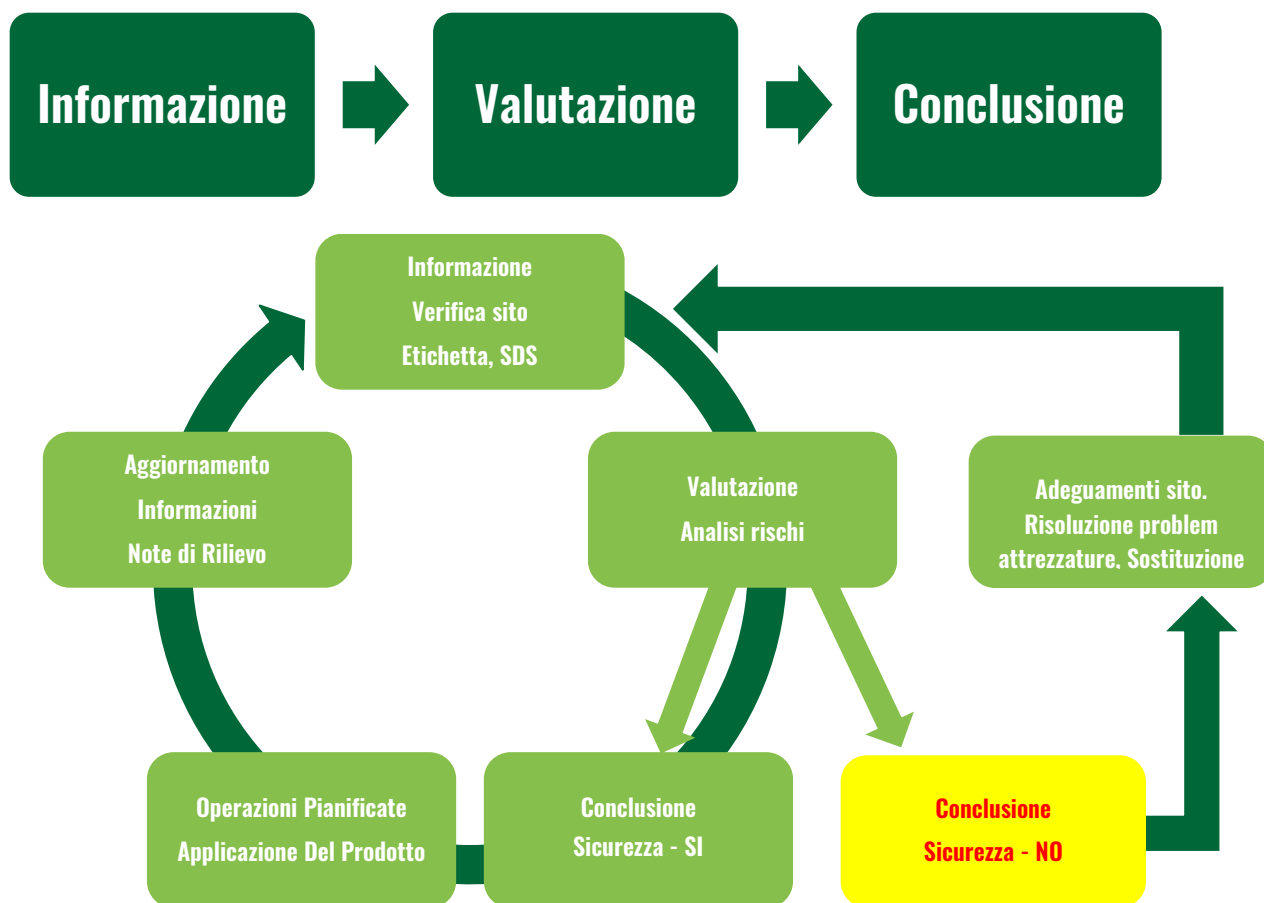 Informazione
Valutazione
Conclusione
Informazione
Verifica sito
Etichetta, SDS
Aggiornamento
Informazioni
Note di Rilievo
Valutazione
Analisi rischi
Adeguamenti sito.
Risoluzione problem
attrezzature, Sostituzione
Operazioni Pianificate
Applicazione Del Prodotto
Conclusione
Sicurezza - SI
Conclusione
Sicurezza - NO